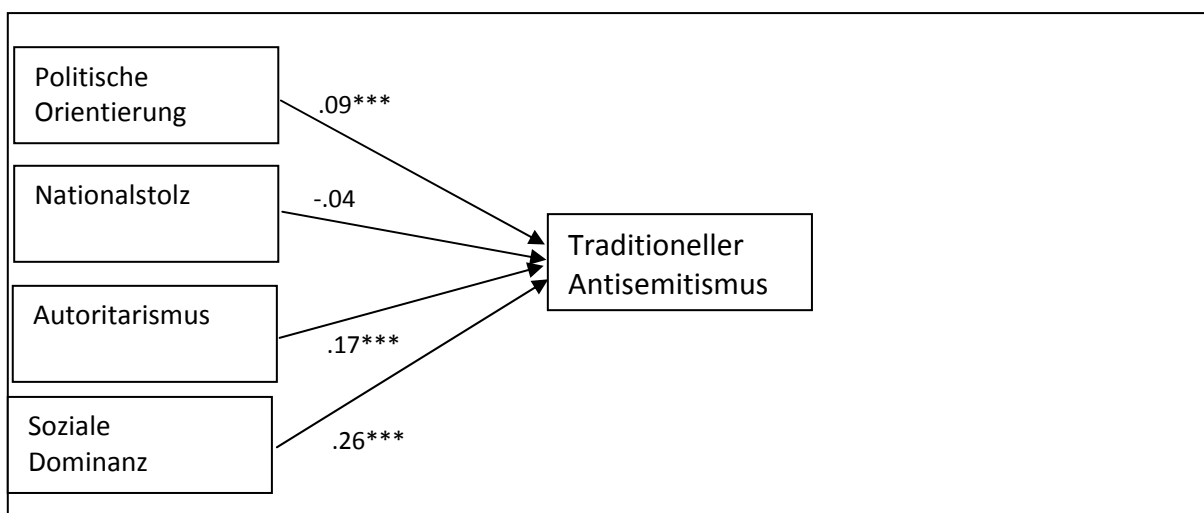 Politische
Orientierung
.09***
Nationalstolz
-.04
Traditioneller
Antisemitismus
Autoritarismus
.17***
Soziale
Dominanz
.26***